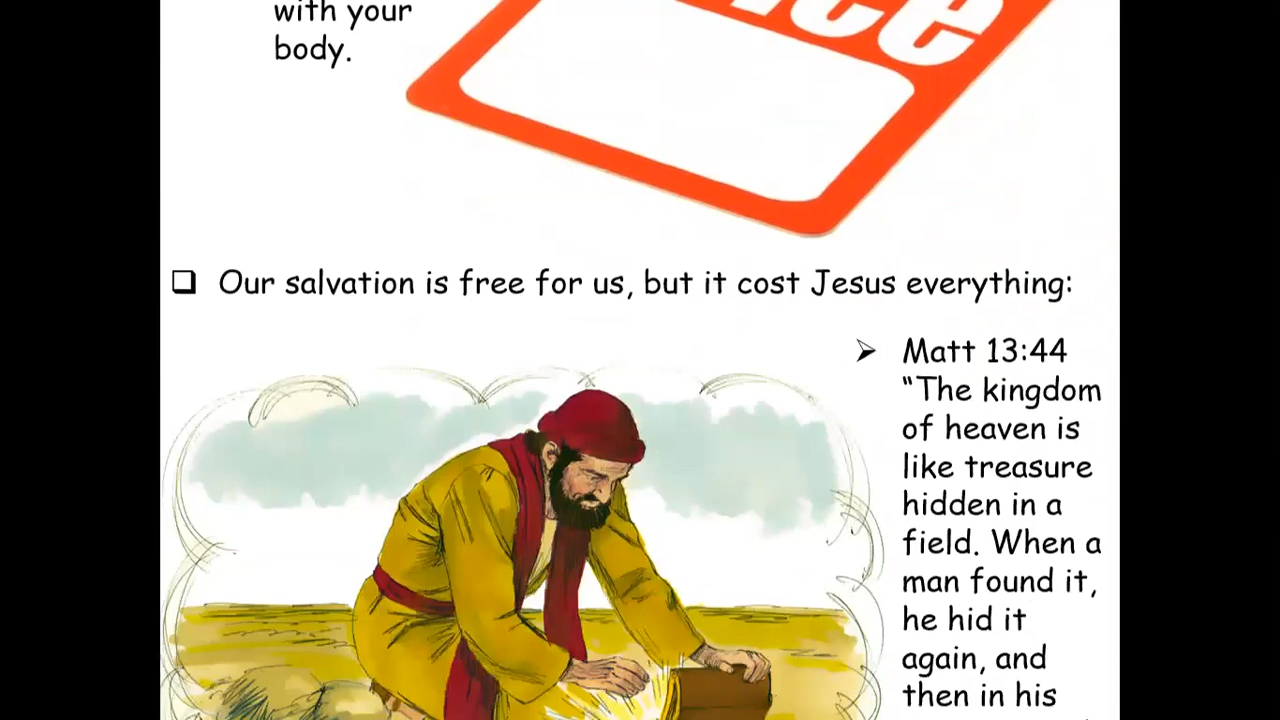 with your
body.
ice
Our salvation is free for us, but it cost Jesus everything:
Matt 13:44
“The kingdom
of heaven is
like treasure
hidden in a
field. When a
man found it,
he hid it
again, and
then in his